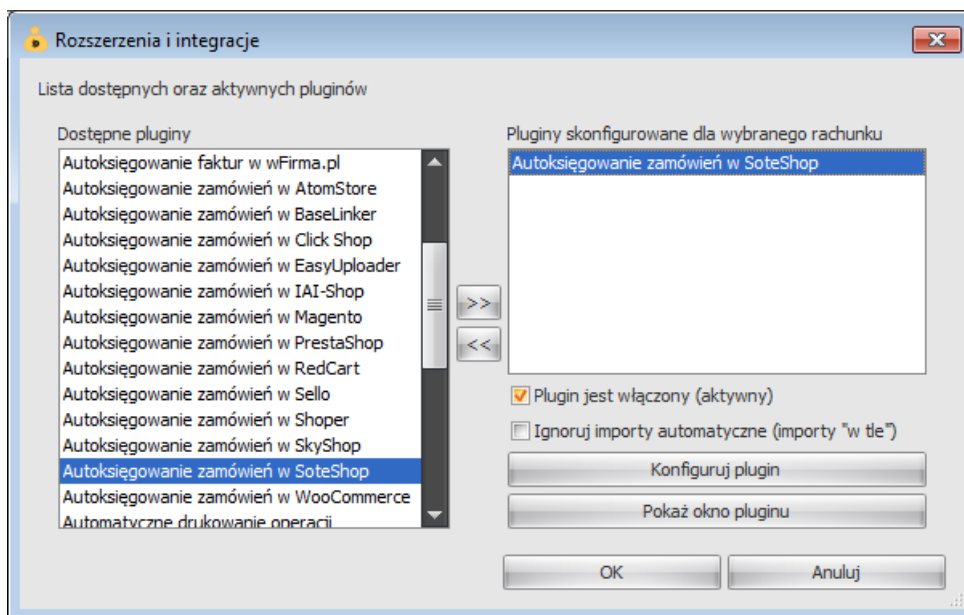 Rozszerzenia i integracje
Lista dostępnych oraz aktywnych pluginów
Dostępne pluginy
Autoksięgowanie faktur w wFirma.pl
Autoksięgowanie zamówień w AtomStore
Autoksięgowanie zamówień w BaseLinker
Autoksięgowanie zamówień w Click Shop
Autoksięgowanie zamówień w EasyUploader
Autoksięgowanie zamówień w IAI-Shop
Autoksięgowanie zamówień w Magento
Autoksięgowanie zamówień w PrestaShop
Autoksięgowanie zamówień w RedCart
Autoksięgowanie zamówień w Sello
Autoksięgowanie zamówień w Shoper
Autoksięgowanie zamówień w SkyShop
Autoksięgowanie zamówień w SoteShop
Autoksięgowanie zamówień w WooCommerce
Automatyczne drukowanie operacji
>>
<<
Pluginy skonfigurowane dla wybranego rachunku
Autoksięgowanie zamówień w SoteShop
Plugin jest włączony (aktywny)
Ignoruj importy automatyczne (importy "w tle")
Konfiguruj plugin
Pokaż okno pluginu
OK
Anuluj